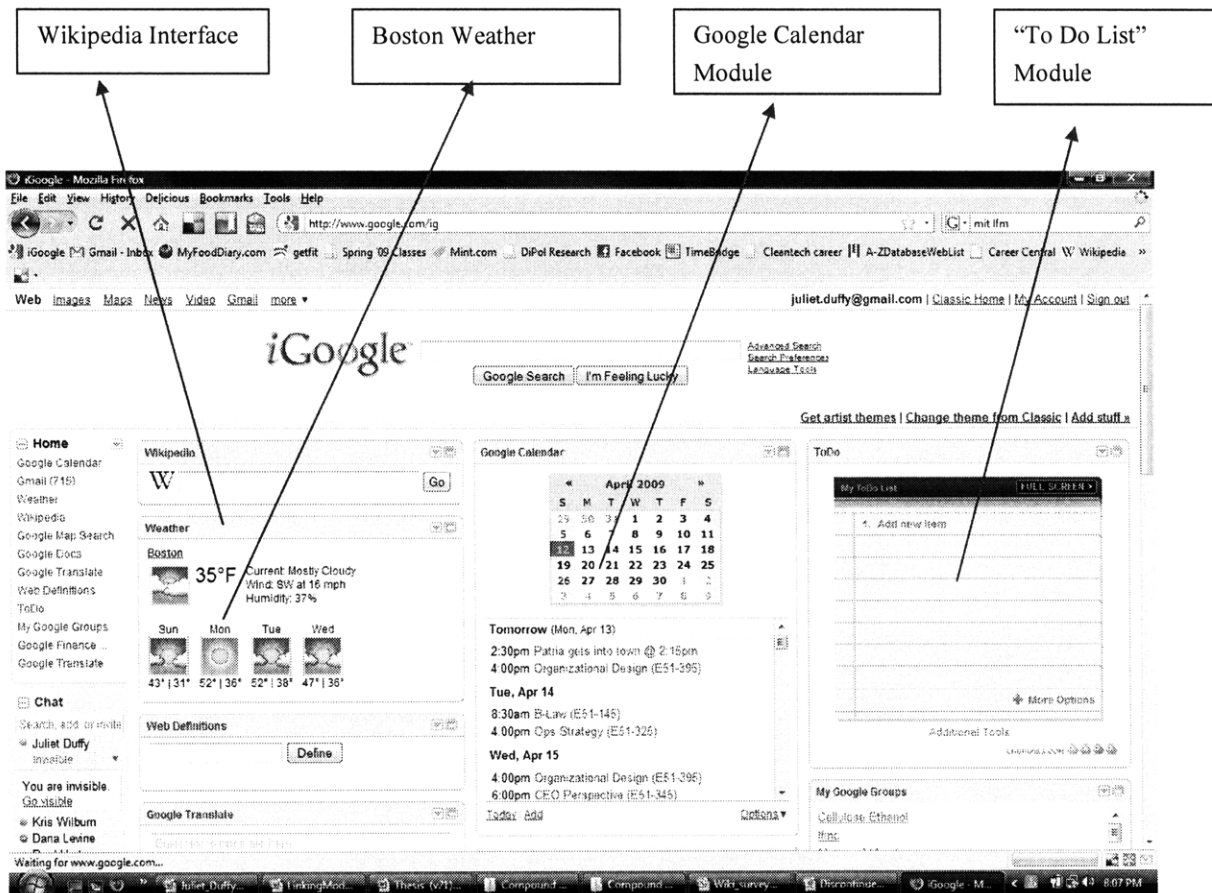 Wikipedia Interface
Boston Weather
Google Calendar
Module
“To Do List”
Module
iGoogle - Mozilla Firefox
File Edit View History Delicious Bookmarks Tools Help
http://www.google.com/ig
mit lfm
iGoogle Gmail - Inbox MyFoodDiary.com getfit Spring '09 Classes Mint.com DiPol Research Facebook TimeBridge Cleantech career A-ZDatabaseWebList Career Central Wikipedia »
Web Images Maps News Video Gmail more ▼
juliet.duffy@gmail.com | Classic Home | My Account | Sign out
iGoogle
Advanced Search
Search Preferences
Language Tools
Google Search I'm Feeling Lucky
Get artist themes | Change theme from Classic | Add stuff »
Home
Google Calendar
Gmail (715)
Weather
Wikipedia
Google Map Search
Google Docs
Google Translate
Web Definitions
ToDo
My Google Groups
Google Finance ..
Google Translate
Chat
Search, add, or invite
Juliet Duffy
Invisible ▼
You are invisible.
Go visible
Kris Wilburn
Dana Levine
Wikipedia
W Go
Weather
Boston
35°F
Current: Mostly Cloudy
Wind: SW at 16 mph
Humidity: 37%
Sun Mon Tue Wed
43° | 31° 52° | 36° 52° | 38° 47° | 36°
Web Definitions
Define
Google Translate
Google Calendar
« April 2009 »
S M T W T F S
29 30 31 1 2 3 4
5 6 7 8 9 10 11
12 13 14 15 16 17 18
19 20 21 22 23 24 25
26 27 28 29 30 1 2
3 4 5 6 7 8 9
Tomorrow (Mon, Apr 13)
2:30pm Patria gets into town @ 2:15pm
4:00pm Organizational Design (E51-395)
Tue, Apr 14
8:30am B-Law (E51-145)
4:00pm Ops Strategy (E51-325)
Wed, Apr 15
4:00pm Organizational Design (E51-395)
6:00pm CEO Perspective (E51-345)
Today Add Options ▼
ToDo
My ToDo List FULL SCREEN
1. Add new item
More Options
Additional Tools
My Google Groups
Cellulose Ethanol
Waiting for www.google.com...
Juliet_Duffy... LinkingMod... Thesis (v71)... Compound ... Compound ... Wiki_survey... Discontinue... iGoogle - M... 8:07 PM